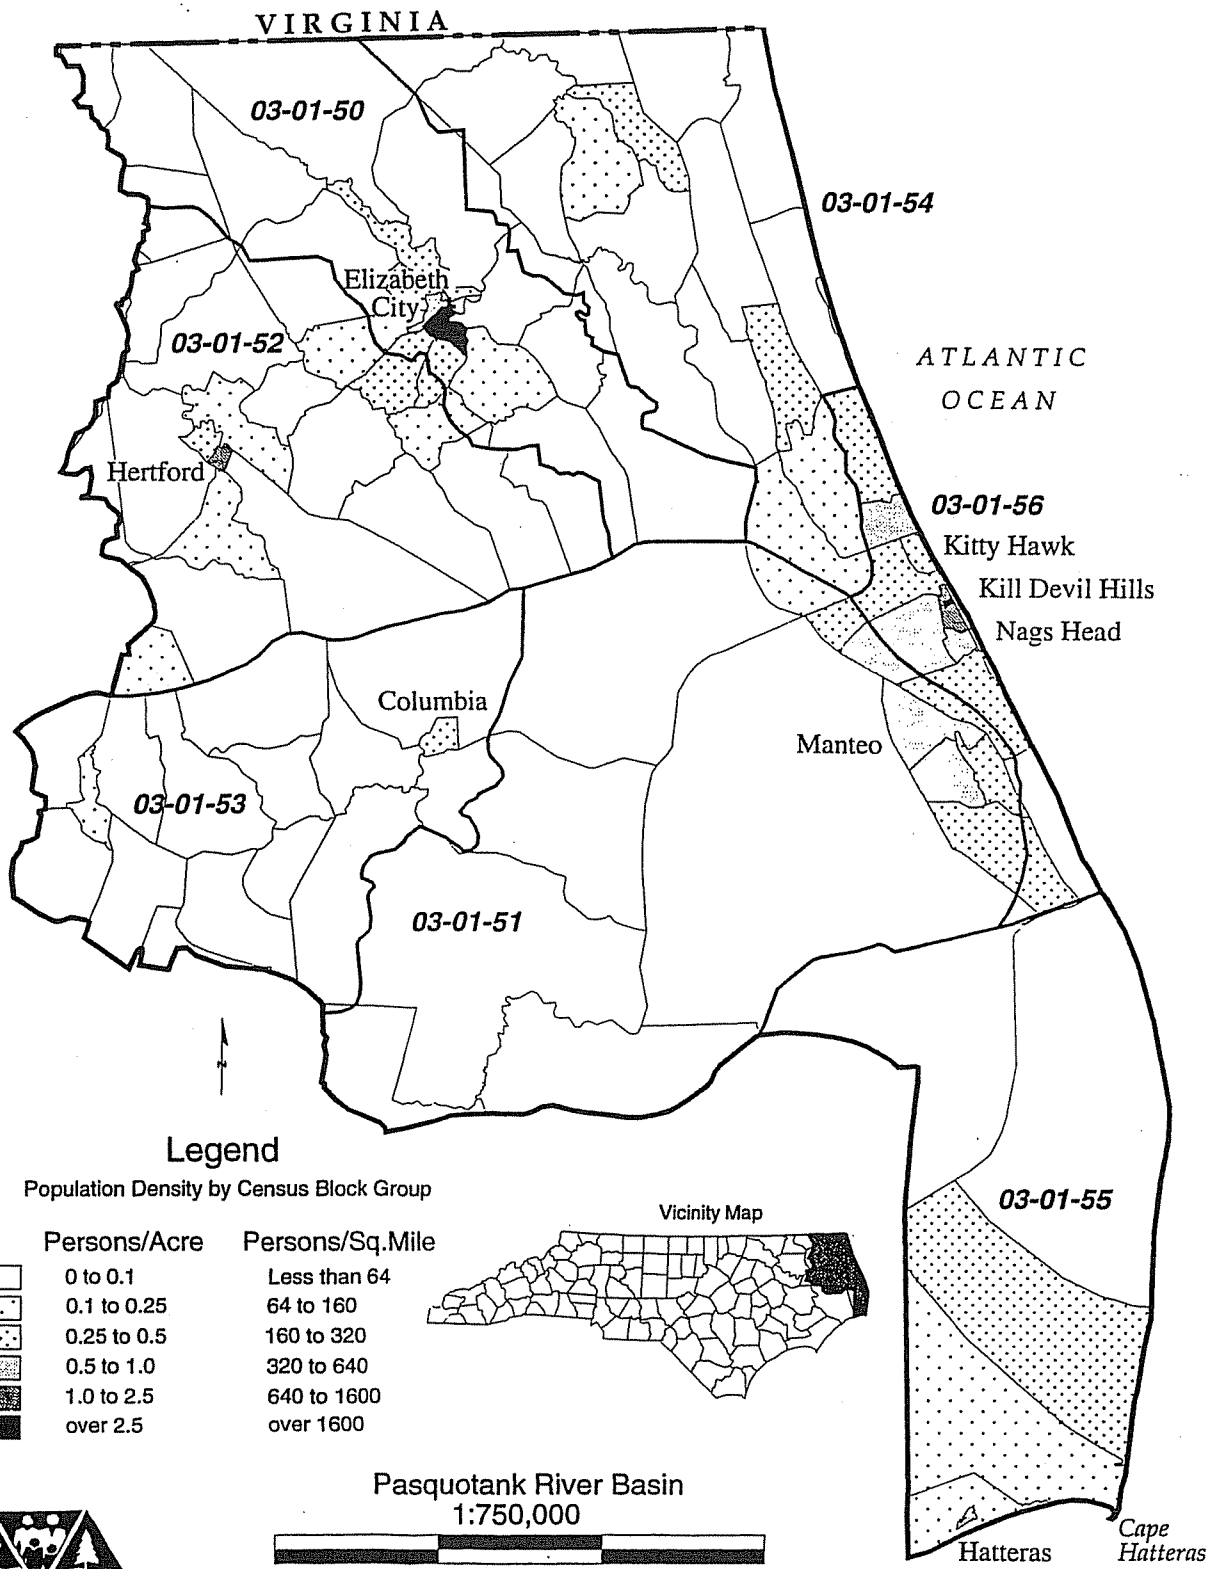 VIRGINIA
03-01-50
03-01-54
Elizabeth
City
03-01-52
ATLANTIC
OCEAN
Hertford
03-01-56
Kitty Hawk
Kill Devil Hills
Nags Head
Columbia
Manteo
03-01-53
03-01-51
N
Legend
Population Density by Census Block Group
Persons/Acre Persons/Sq.Mile
0 to 0.1 Less than 64
0.1 to 0.25 64 to 160
0.25 to 0.5 160 to 320
0.5 to 1.0 320 to 640
1.0 to 2.5 640 to 1600
over 2.5 over 1600
Vicinity Map
03-01-55
Pasquotank River Basin
1:750,000
Hatteras
Cape
Hatteras